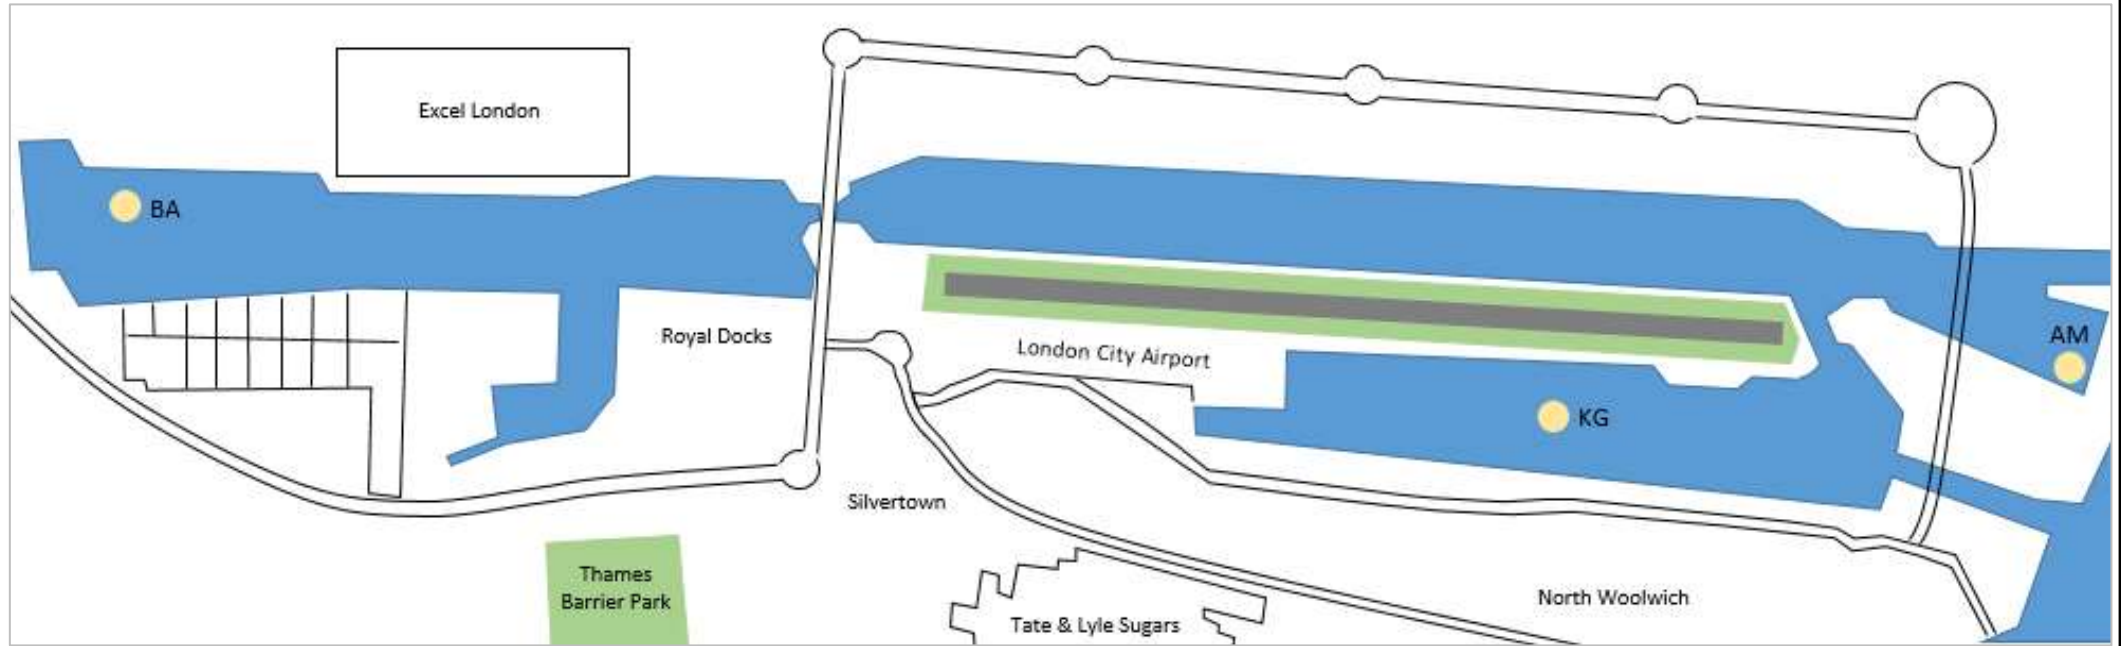 Excel London
BA
Royal Docks
London City Airport
AM
KG
Silvertown
Thames
Barrier Park
Tate & Lyle Sugars
North Woolwich